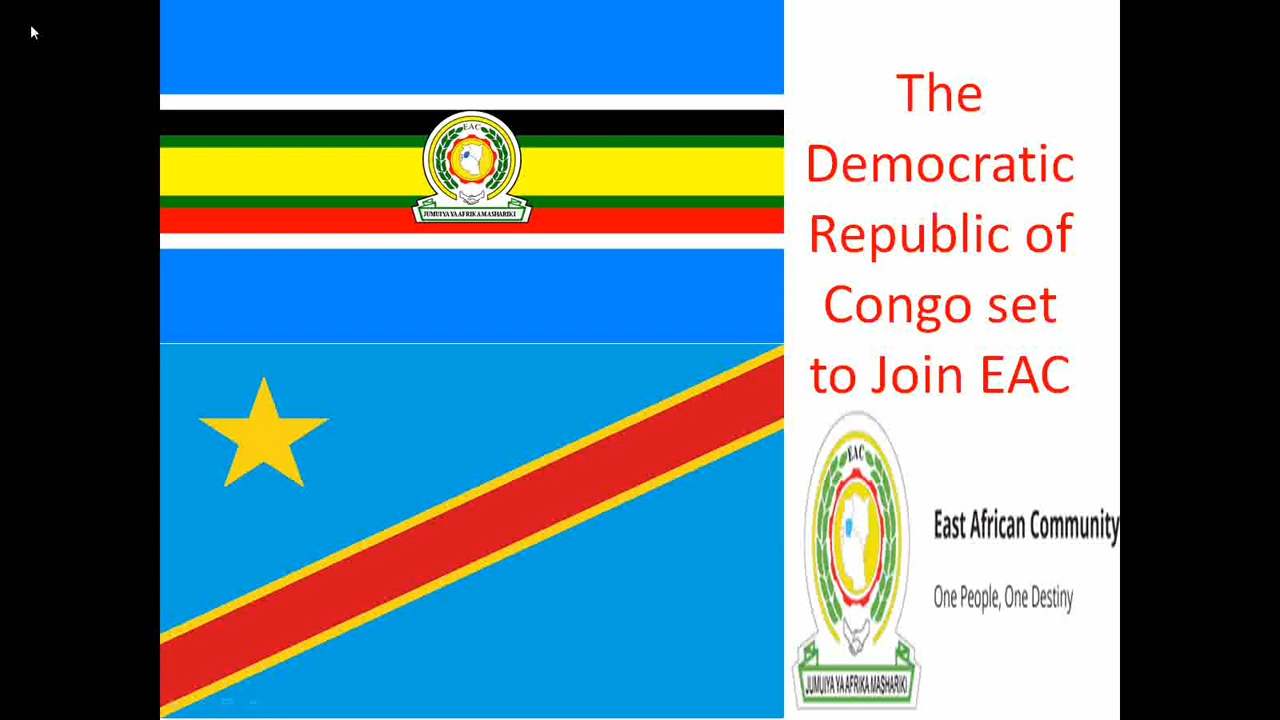 EAC
JUMUIYA YA AFRIKA MASHARIKI
The
Democratic
Republic of
Congo set
to Join EAC
EAC
East African Community
One People, One Destiny
JUMUIYA YA AFRIKA MASHARIKI